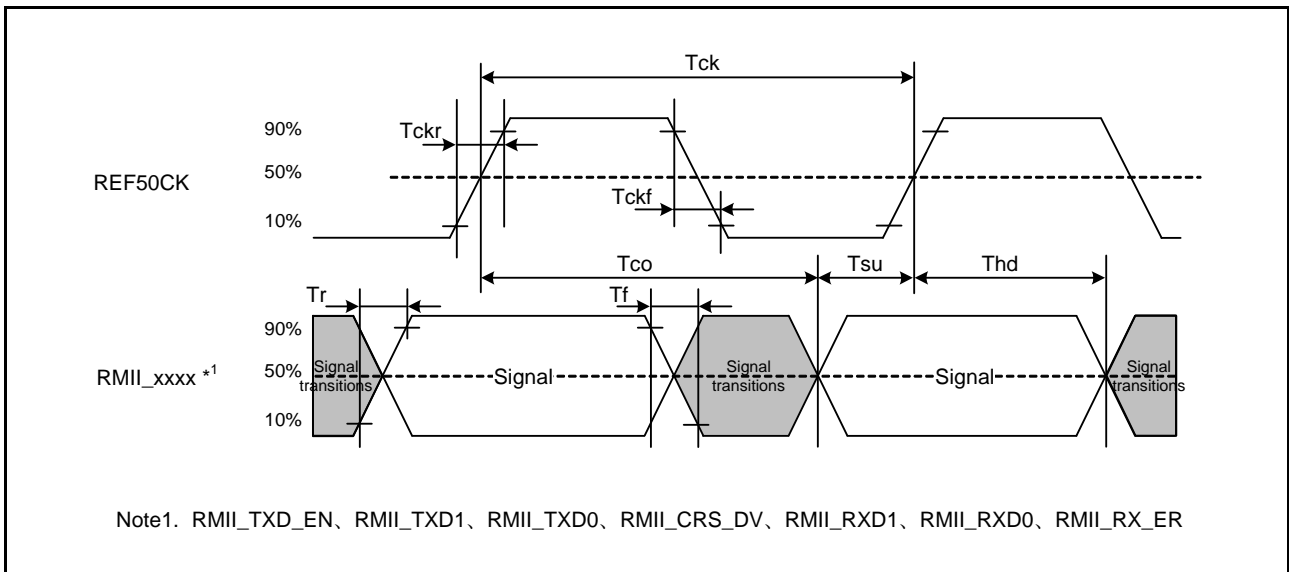 Tck
90%
Tckr
REF50CK
50%
Tckf
10%
Tco
Tsu
Thd
Tr
Tf
90%
RMII_xxxx *1
50%
Signal
transitions
Signal
Signal
transitions
Signal
Signal
transitions
10%
Note1. RMII_TXD_EN、RMII_TXD1、RMII_TXD0、RMII_CRS_DV、RMII_RXD1、RMII_RXD0、RMII_RX_ER